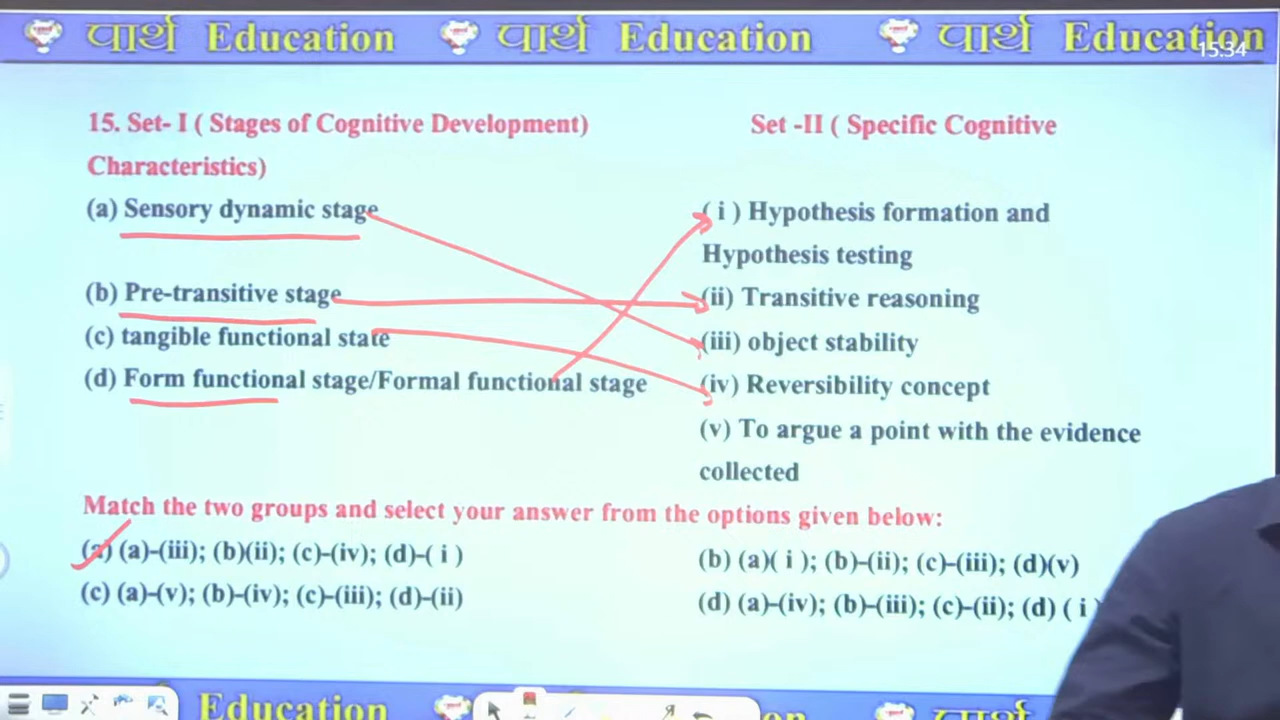 पार्थ Education पार्थ Education पार्थ Education
15.34
15. Set- I ( Stages of Cognitive Development) Set -II ( Specific Cognitive
Characteristics)
(a) Sensory dynamic stage ( i ) Hypothesis formation and
Hypothesis testing
(b) Pre-transitive stage (ii) Transitive reasoning
(c) tangible functional state (iii) object stability
(d) Form functional stage/Formal functional stage (iv) Reversibility concept
(v) To argue a point with the evidence
collected
Match the two groups and select your answer from the options given below:
(a) (a)-(iii); (b)(ii); (c)-(iv); (d)-( i ) (b) (a)( i ); (b)-(ii); (c)-(iii); (d)(v)
(c) (a)-(v); (b)-(iv); (c)-(iii); (d)-(ii) (d) (a)-(iv); (b)-(iii); (c)-(ii); (d) ( i
Education